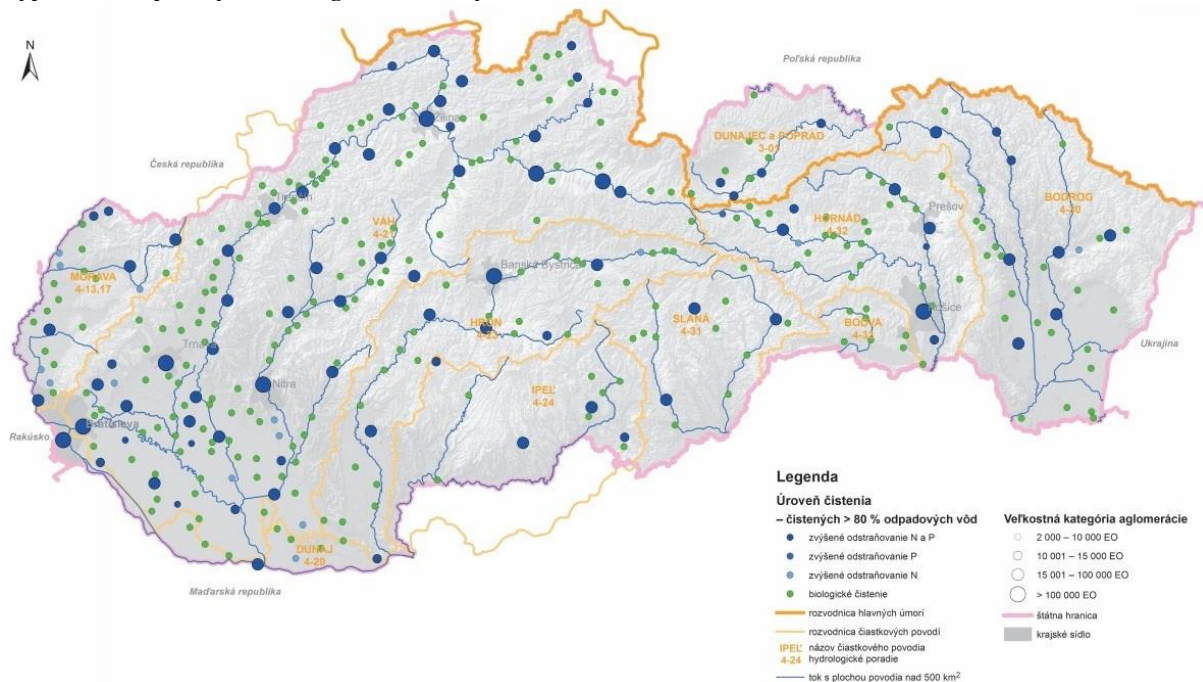 N
Poľská republika
Žilina
DUNAJEC a POPRAD
3-01
Česká republika
Trenčín
VÁH
4-21
HORNÁD
4-32
Prešov
BODROG
4-30
MORAVA
4-13,17
Banská Bystrica
Trnava
HRON
4-23
SLANÁ
4-31
BODVA
Košice
Ukrajina
Nitra
IPEĽ
4-24
Rakúsko
Bratislava
DUNAJ
4-20
Maďarská republika
Legenda
Úroveň čistenia
– čistených > 80 % odpadových vôd
zvýšené odstraňovanie N a P
zvýšené odstraňovanie P
zvýšené odstraňovanie N
biologické čistenie
rozvodnica hlavných úmorí
rozvodnica čiastkových povodí
IPEĽ názov čiastkového povodia
4-24 hydrologické poradie
tok s plochou povodia nad 500 km²
Veľkostná kategória aglomerácie
2 000 – 10 000 EO
10 001 – 15 000 EO
15 001 – 100 000 EO
> 100 000 EO
štátna hranica
krajské sídlo